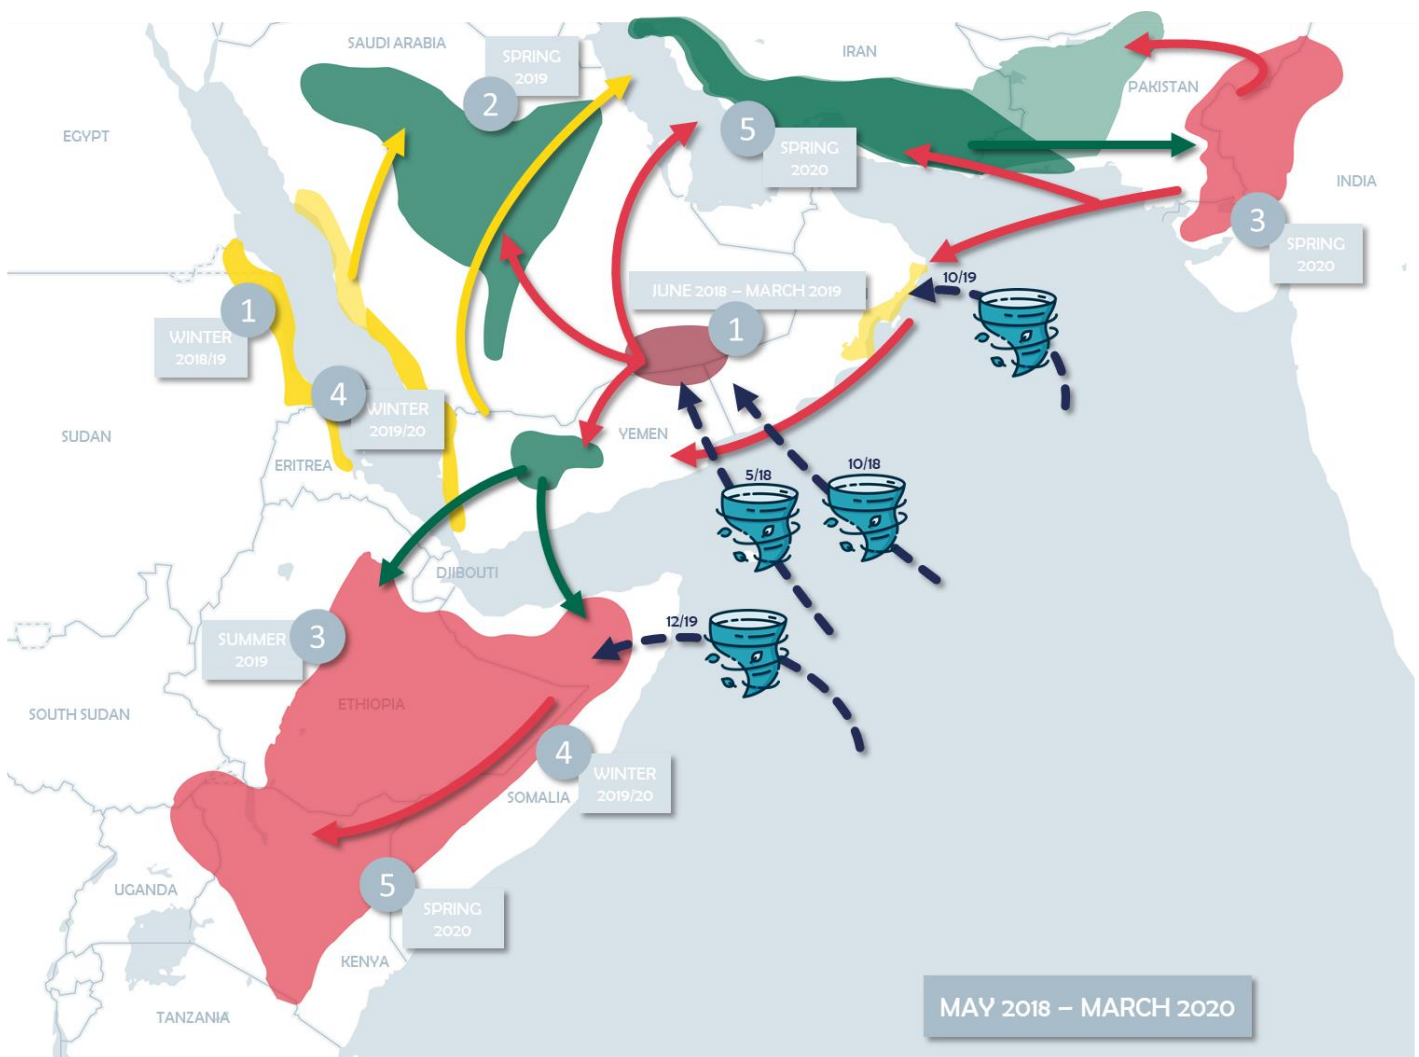 SAUDI ARABIA
SPRING
2019
2
IRAN
PAKISTAN
EGYPT
5
SPRING
2020
INDIA
3
SPRING
2020
1
WINTER
2018/19
JUNE 2018 – MARCH 2019
1
10/19
4
WINTER
2019/20
SUDAN
ERITREA
YEMEN
5/18
10/18
DJIBOUTI
12/19
SUMMER
2019
3
ETHIOPIA
SOUTH SUDAN
4
WINTER
2019/20
SOMALIA
UGANDA
5
SPRING
2020
KENYA
TANZANIA
MAY 2018 – MARCH 2020